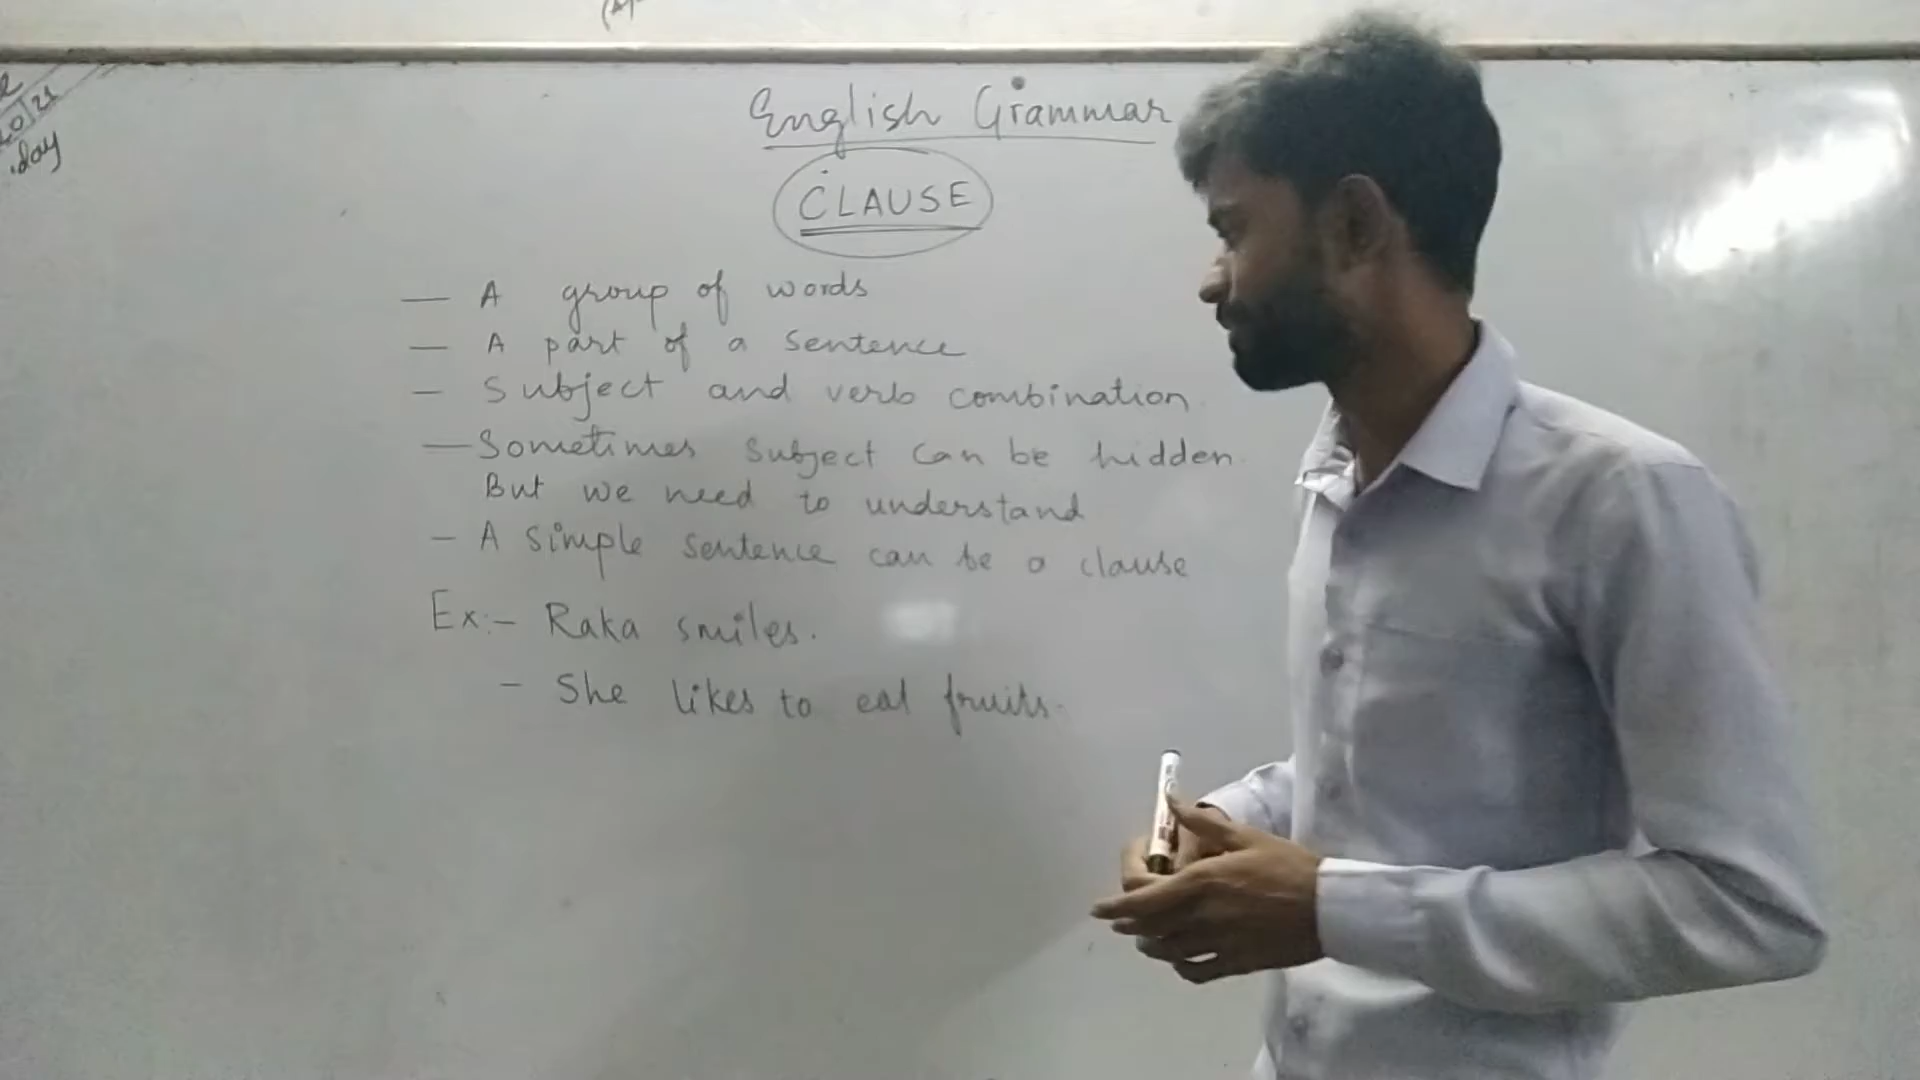 English Grammar
CLAUSE
— A group of words
— A part of a sentence
— Subject and verb combination
— Sometimes subject can be hidden
But we need to understand
— A simple sentence can be a clause
Ex:- Raka smiles.
- She likes to eat fruits.
day